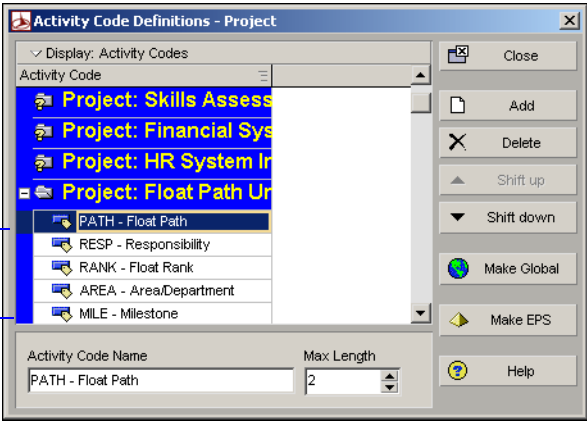 Activity Code Definitions - Project
Display: Activity Codes
Activity Code
Project: Skills Assess
Project: Financial Sys
Project: HR System Ir
Project: Float Path Ur
PATH - Float Path
RESP - Responsibility
RANK - Float Rank
AREA - Area/Department
MILE - Milestone
Activity Code Name
Max Length
PATH - Float Path
2
Close
Add
Delete
Shift up
Shift down
Make Global
Make EPS
Help